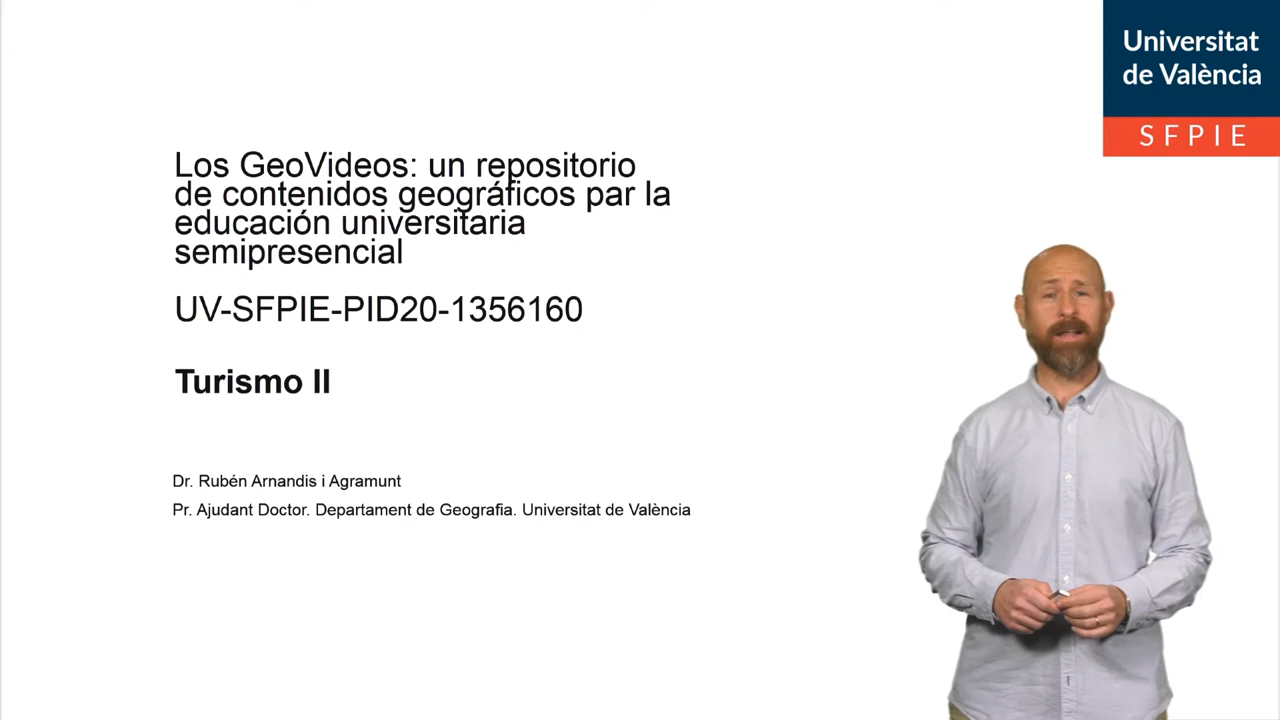 Universitat
de València
SFPIE
Los GeoVideos: un repositorio
de contenidos geográficos par la
educación universitaria
semipresencial
UV-SFPIE-PID20-1356160
Turismo II
Dr. Rubén Arnandis i Agramunt
Pr. Ajudant Doctor. Departament de Geografia. Universitat de València